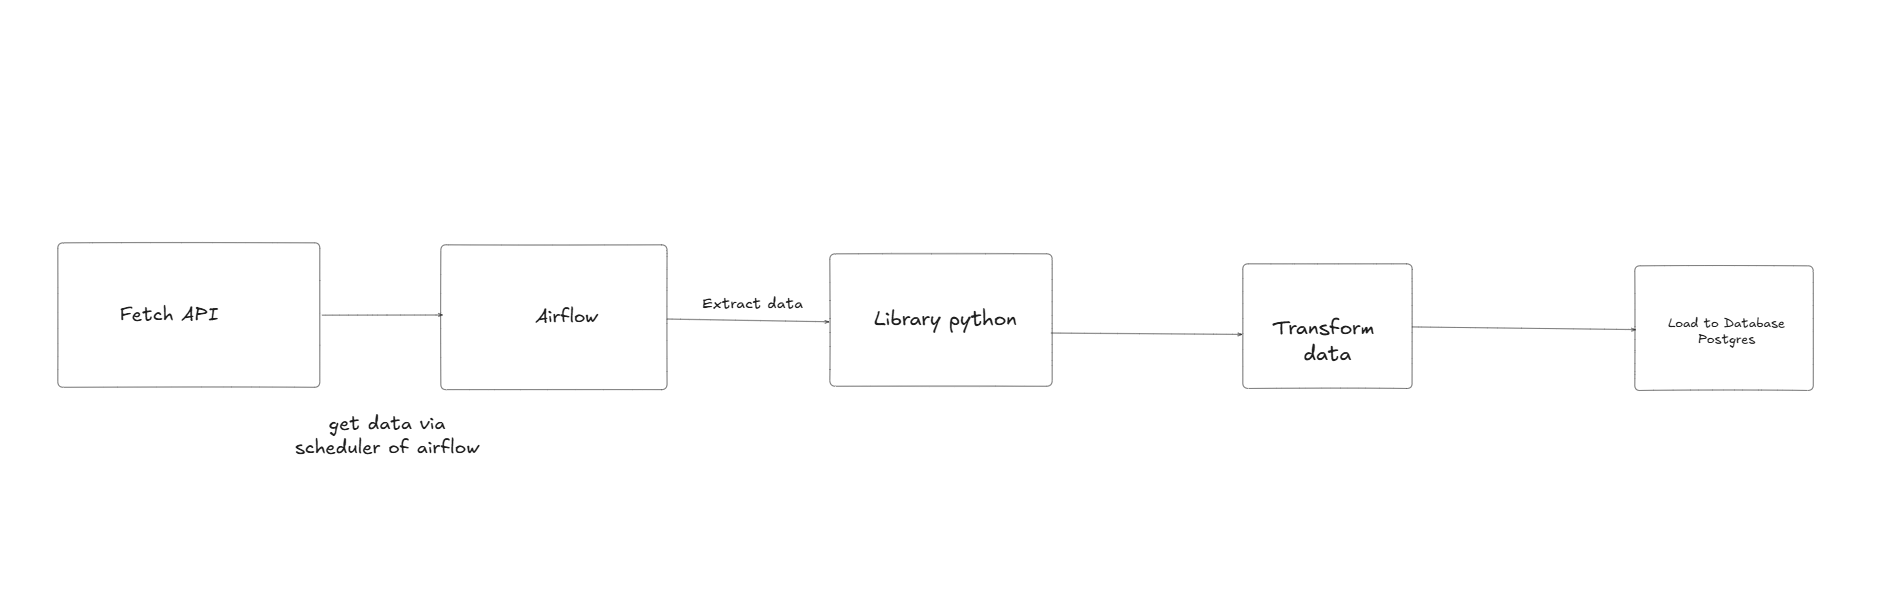 Fetch API
Airflow
Extract data
Library python
Transform
data
Load to Database
Postgres
get data via
scheduler of airflow